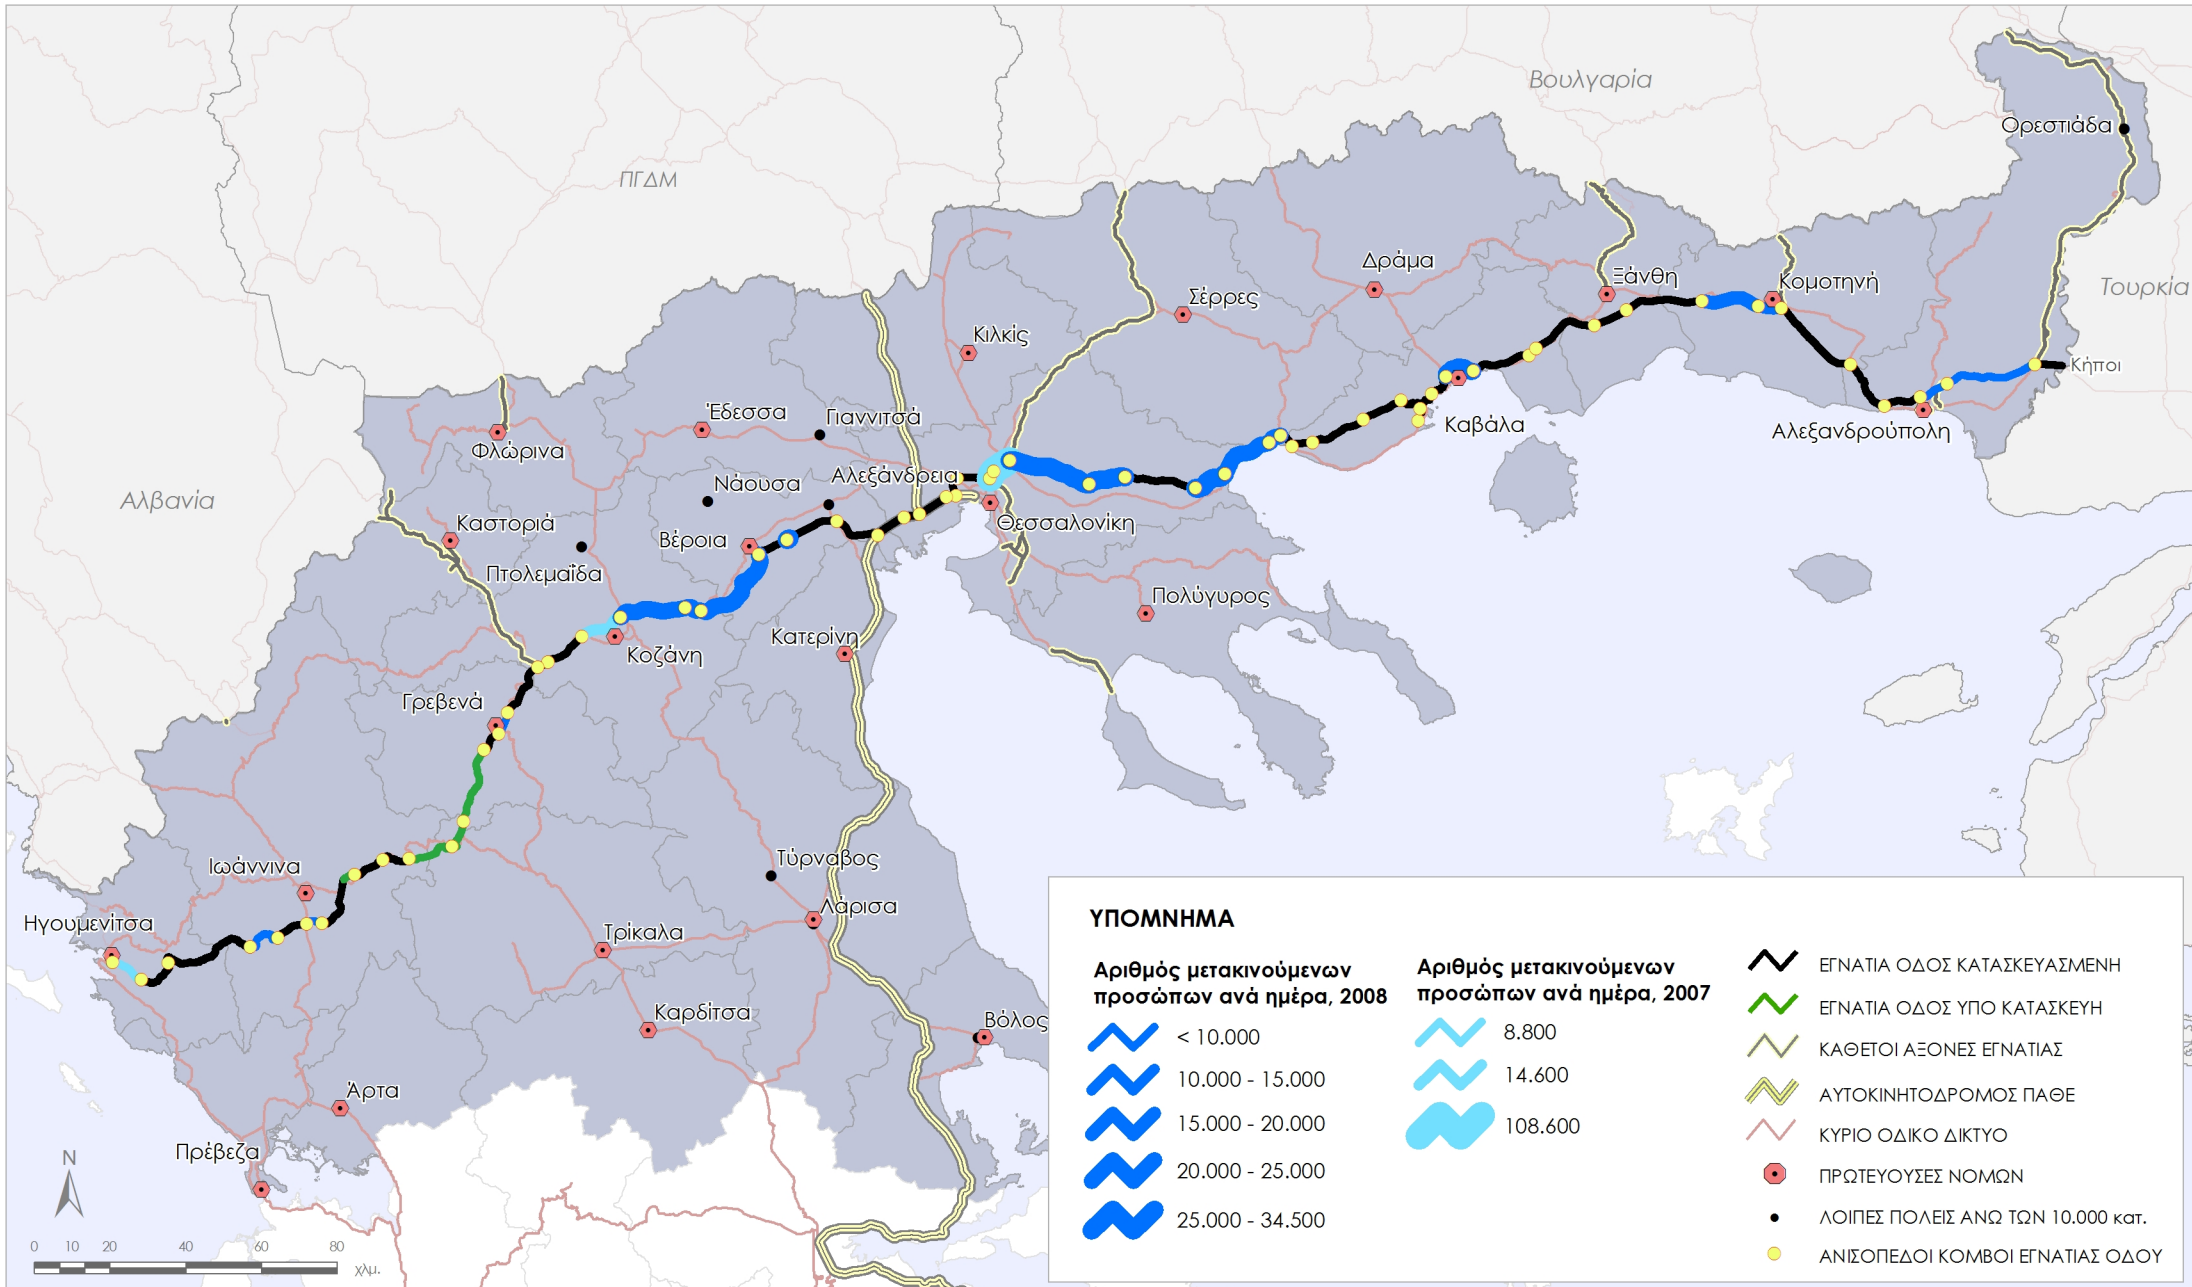 Βουλγαρία
Ορεστιάδα
ΠΓΔΜ
Δράμα
Ξάνθη
Κομοτηνή
Τουρκία
Σέρρες
Κιλκίς
Κήποι
Έδεσσα
Γιαννιτσά
Φλώρινα
Καβάλα
Αλεξανδρούπολη
Αλεξάνδρεια
Νάουσα
Αλβανία
Καστοριά
Θεσσαλονίκη
Βέροια
Πτολεμαΐδα
Πολύγυρος
Κατερίνη
Κοζάνη
Γρεβενά
Τύρναβος
Ιωάννινα
Λάρισα
Ηγουμενίτσα
Τρίκαλα
Καρδίτσα
Βόλος
Άρτα
Πρέβεζα
N
0 10 20 40 60 80
χλμ.
ΥΠΟΜΝΗΜΑ
Αριθμός μετακινούμενων
προσώπων ανά ημέρα, 2008
< 10.000
10.000 - 15.000
15.000 - 20.000
20.000 - 25.000
25.000 - 34.500
Αριθμός μετακινούμενων
προσώπων ανά ημέρα, 2007
8.800
14.600
108.600
ΕΓΝΑΤΙΑ ΟΔΟΣ ΚΑΤΑΣΚΕΥΑΣΜΕΝΗ
ΕΓΝΑΤΙΑ ΟΔΟΣ ΥΠΟ ΚΑΤΑΣΚΕΥΗ
ΚΑΘΕΤΟΙ ΑΞΟΝΕΣ ΕΓΝΑΤΙΑΣ
ΑΥΤΟΚΙΝΗΤΟΔΡΟΜΟΣ ΠΑΘΕ
ΚΥΡΙΟ ΟΔΙΚΟ ΔΙΚΤΥΟ
ΠΡΩΤΕΥΟΥΣΕΣ ΝΟΜΩΝ
ΛΟΙΠΕΣ ΠΟΛΕΙΣ ΑΝΩ ΤΩΝ 10.000 κατ.
ΑΝΙΣΟΠΕΔΟΙ ΚΟΜΒΟΙ ΕΓΝΑΤΙΑΣ ΟΔΟΥ